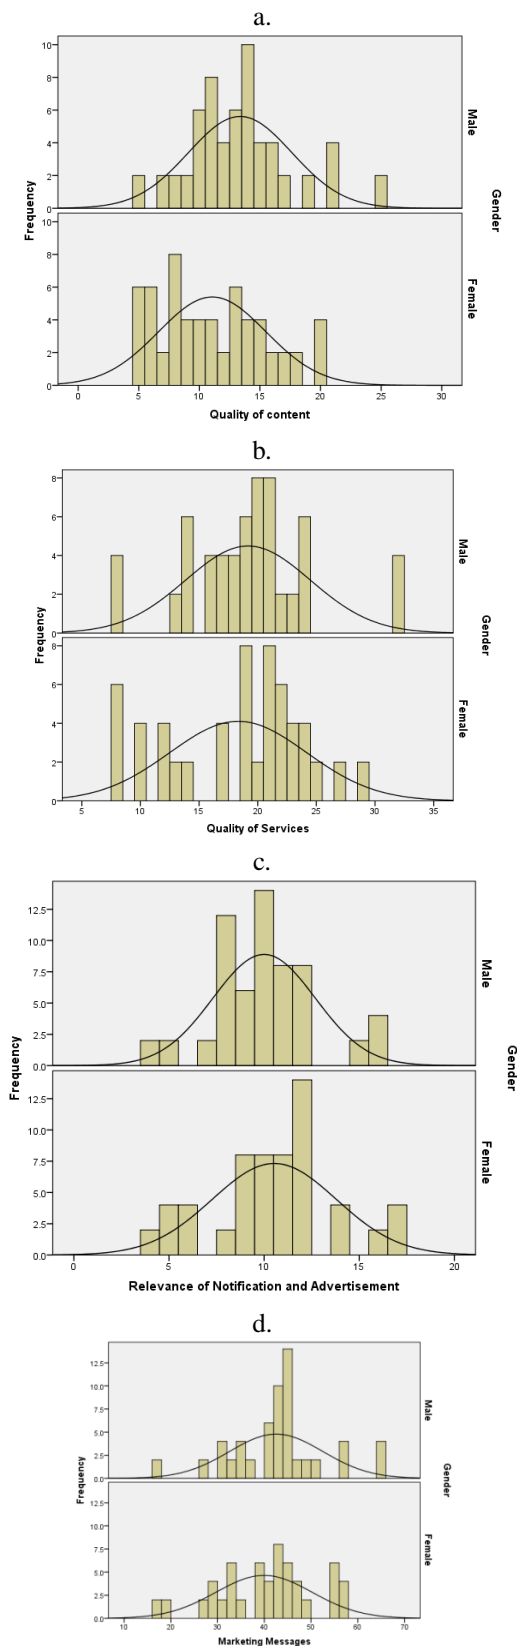 a.
10
8
6
4
2
0
Male
10
8
6
4
2
0
Female
Frequency
Gender
0 5 10 15 20 25 30
Quality of content
b.
8
6
4
2
0
Male
8
6
4
2
0
Female
Frequency
Gender
5 10 15 20 25 30 35
Quality of Services
c.
12.5
10.0
7.5
5.0
2.5
0.0
Male
12.5
10.0
7.5
5.0
2.5
0.0
Female
Frequency
Gender
0 5 10 15 20
Relevance of Notification and Advertisement
d.
12.5
10.0
7.5
5.0
2.5
0.0
Male
12.5
10.0
7.5
5.0
2.5
0.0
Female
Frequency
Gender
10 20 30 40 50 60 70
Marketing Messages